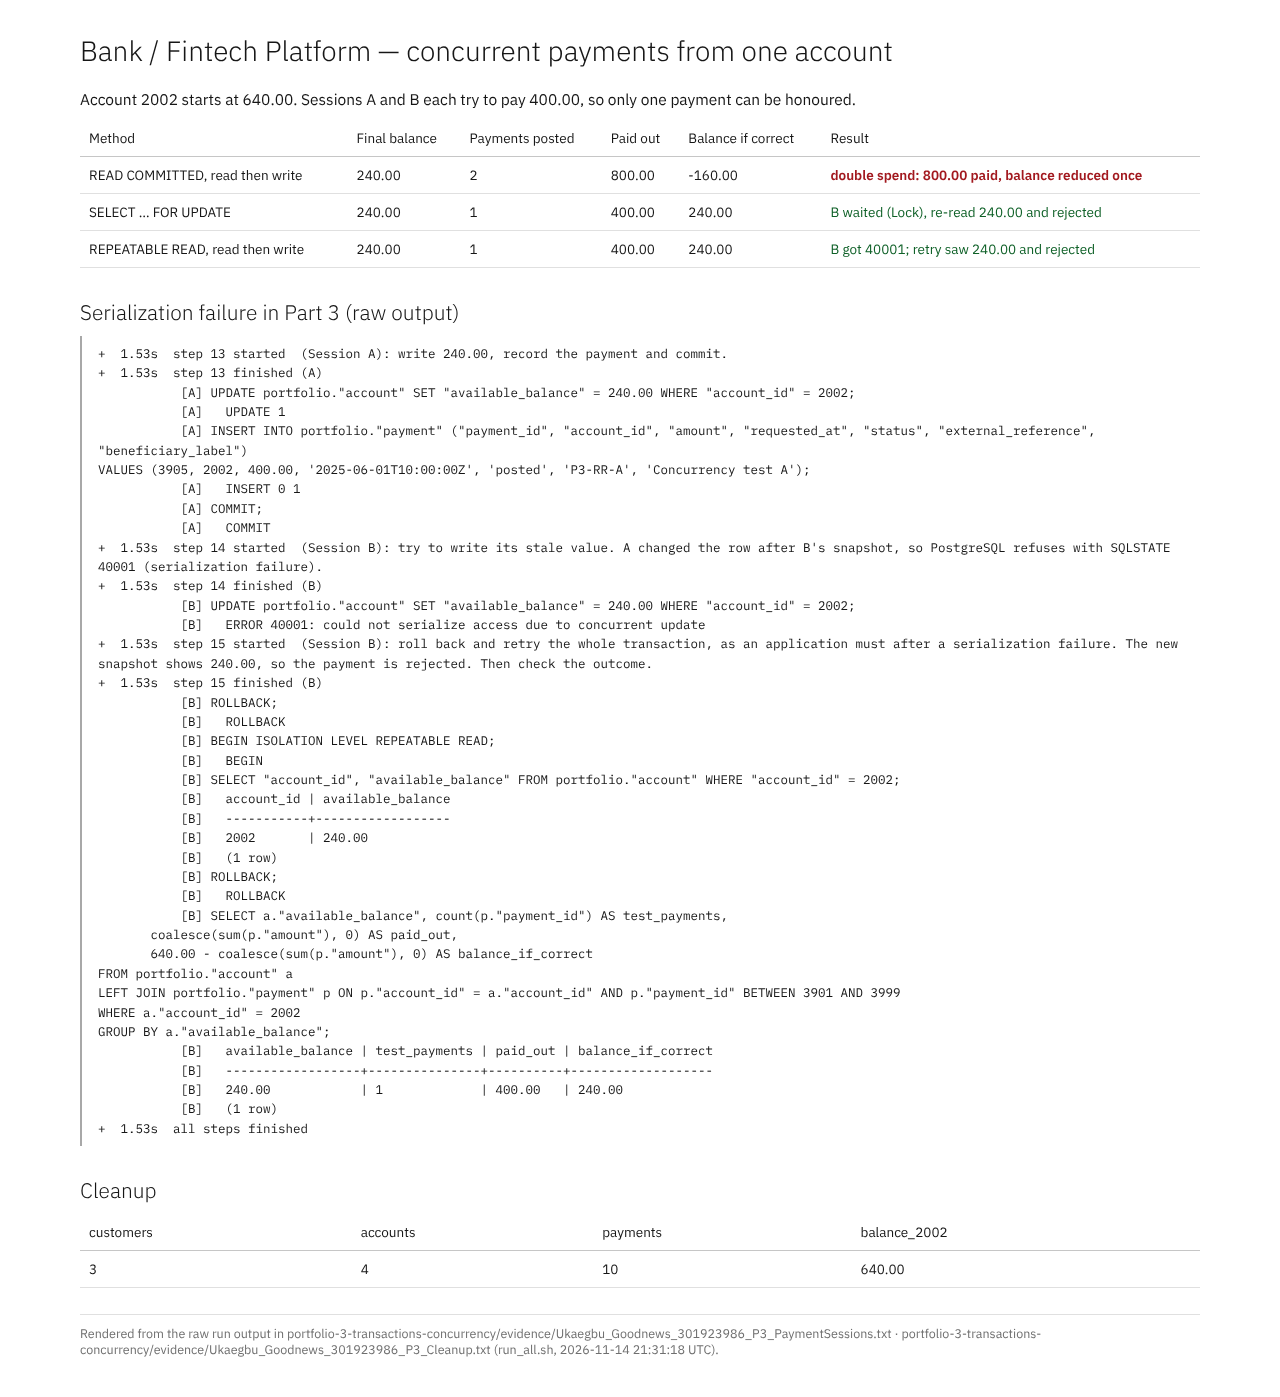 Bank / Fintech Platform — concurrent payments from one account
Account 2002 starts at 640.00. Sessions A and B each try to pay 400.00, so only one payment can be honoured.
Method Final balance Payments posted Paid out Balance if correct Result
READ COMMITTED, read then write 240.00 2 800.00 -160.00 double spend: 800.00 paid, balance reduced once
SELECT ... FOR UPDATE 240.00 1 400.00 240.00 B waited (Lock), re-read 240.00 and rejected
REPEATABLE READ, read then write 240.00 1 400.00 240.00 B got 40001; retry saw 240.00 and rejected
Serialization failure in Part 3 (raw output)
+  1.53s  step 13 started  (Session A): write 240.00, record the payment and commit.
+  1.53s  step 13 finished (A)
           [A] UPDATE portfolio."account" SET "available_balance" = 240.00 WHERE "account_id" = 2002;
           [A]   UPDATE 1
           [A] INSERT INTO portfolio."payment" ("payment_id", "account_id", "amount", "requested_at", "status", "external_reference",
"beneficiary_label")
VALUES (3905, 2002, 400.00, '2025-06-01T10:00:00Z', 'posted', 'P3-RR-A', 'Concurrency test A');
           [A]   INSERT 0 1
           [A] COMMIT;
           [A]   COMMIT
+  1.53s  step 14 started  (Session B): try to write its stale value. A changed the row after B's snapshot, so PostgreSQL refuses with SQLSTATE
40001 (serialization failure).
+  1.53s  step 14 finished (B)
           [B] UPDATE portfolio."account" SET "available_balance" = 240.00 WHERE "account_id" = 2002;
           [B]   ERROR 40001: could not serialize access due to concurrent update
+  1.53s  step 15 started  (Session B): roll back and retry the whole transaction, as an application must after a serialization failure. The new
snapshot shows 240.00, so the payment is rejected. Then check the outcome.
+  1.53s  step 15 finished (B)
           [B] ROLLBACK;
           [B]   ROLLBACK
           [B] BEGIN ISOLATION LEVEL REPEATABLE READ;
           [B]   BEGIN
           [B] SELECT "account_id", "available_balance" FROM portfolio."account" WHERE "account_id" = 2002;
           [B]   account_id | available_balance
           [B]   -----------+------------------
           [B]   2002       | 240.00
           [B]   (1 row)
           [B] ROLLBACK;
           [B]   ROLLBACK
           [B] SELECT a."available_balance", count(p."payment_id") AS test_payments,
       coalesce(sum(p."amount"), 0) AS paid_out,
       640.00 - coalesce(sum(p."amount"), 0) AS balance_if_correct
FROM portfolio."account" a
LEFT JOIN portfolio."payment" p ON p."account_id" = a."account_id" AND p."payment_id" BETWEEN 3901 AND 3999
WHERE a."account_id" = 2002
GROUP BY a."available_balance";
           [B]   available_balance | test_payments | paid_out | balance_if_correct
           [B]   ------------------+---------------+----------+-------------------
           [B]   240.00            | 1             | 400.00   | 240.00
           [B]   (1 row)
+  1.53s  all steps finished
Cleanup
customers accounts payments balance_2002
3 4 10 640.00
Rendered from the raw run output in portfolio-3-transactions-concurrency/evidence/Ukaegbu_Goodnews_301923986_P3_PaymentSessions.txt · portfolio-3-transactions-
concurrency/evidence/Ukaegbu_Goodnews_301923986_P3_Cleanup.txt (run_all.sh, 2026-11-14 21:31:18 UTC).